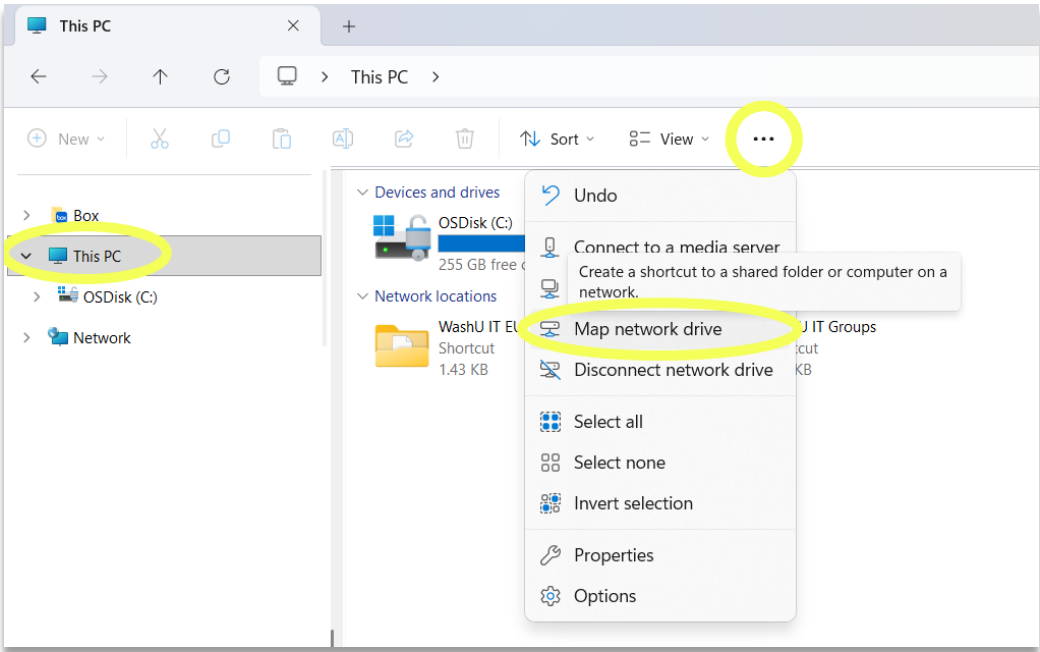 This PC
This PC
New
Sort
View
Box
This PC
OSDisk (C:)
Network
Devices and drives
OSDisk (C:)
255 GB free
Network locations
WashU IT EU
Shortcut
1.43 KB
IT Groups
Undo
Connect to a media server
Create a shortcut to a shared folder or computer on a
network.
Map network drive
Disconnect network drive
Select all
Select none
Invert selection
Properties
Options